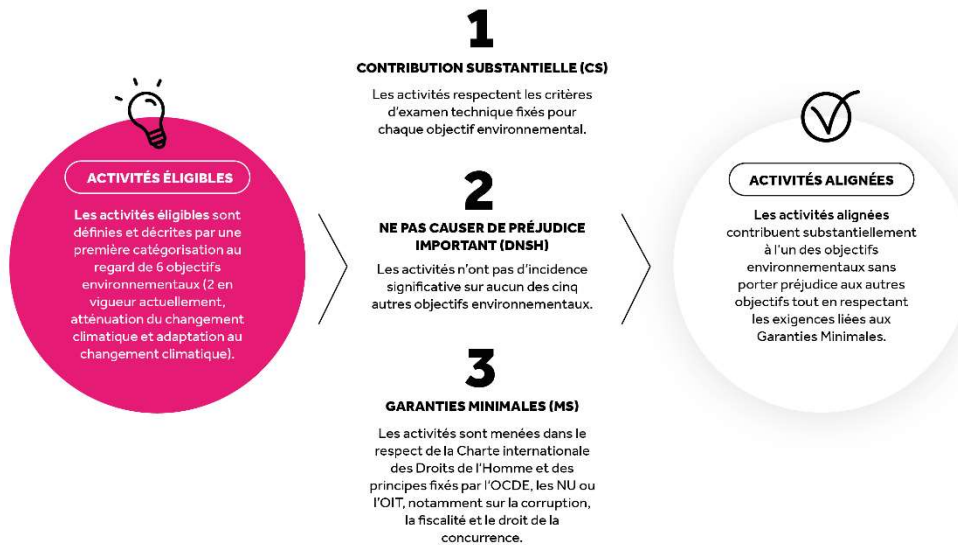 ACTIVITÉS ÉLIGIBLES
Les activités éligibles sont
définies et décrites par une
première catégorisation au
regard de 6 objectifs
environnementaux (2 en
vigueur actuellement,
atténuation du changement
climatique et adaptation au
changement climatique).
1
CONTRIBUTION SUBSTANTIELLE (CS)
Les activités respectent les critères
d'examen technique fixés pour
chaque objectif environnemental.
2
NE PAS CAUSER DE PRÉJUDICE
IMPORTANT (DNSH)
Les activités n'ont pas d'incidence
significative sur aucun des cinq
autres objectifs environnementaux.
3
GARANTIES MINIMALES (MS)
Les activités sont menées dans le
respect de la Charte internationale
des Droits de l'Homme et des
principes fixés par l'OCDE, les NU ou
l'OIT, notamment sur la corruption,
la fiscalité et le droit de la
concurrence.
ACTIVITÉS ALIGNÉES
Les activités alignées
contribuent substantiellement
à l'un des objectifs
environnementaux sans
porter préjudice aux autres
objectifs tout en respectant
les exigences liées aux
Garanties Minimales.